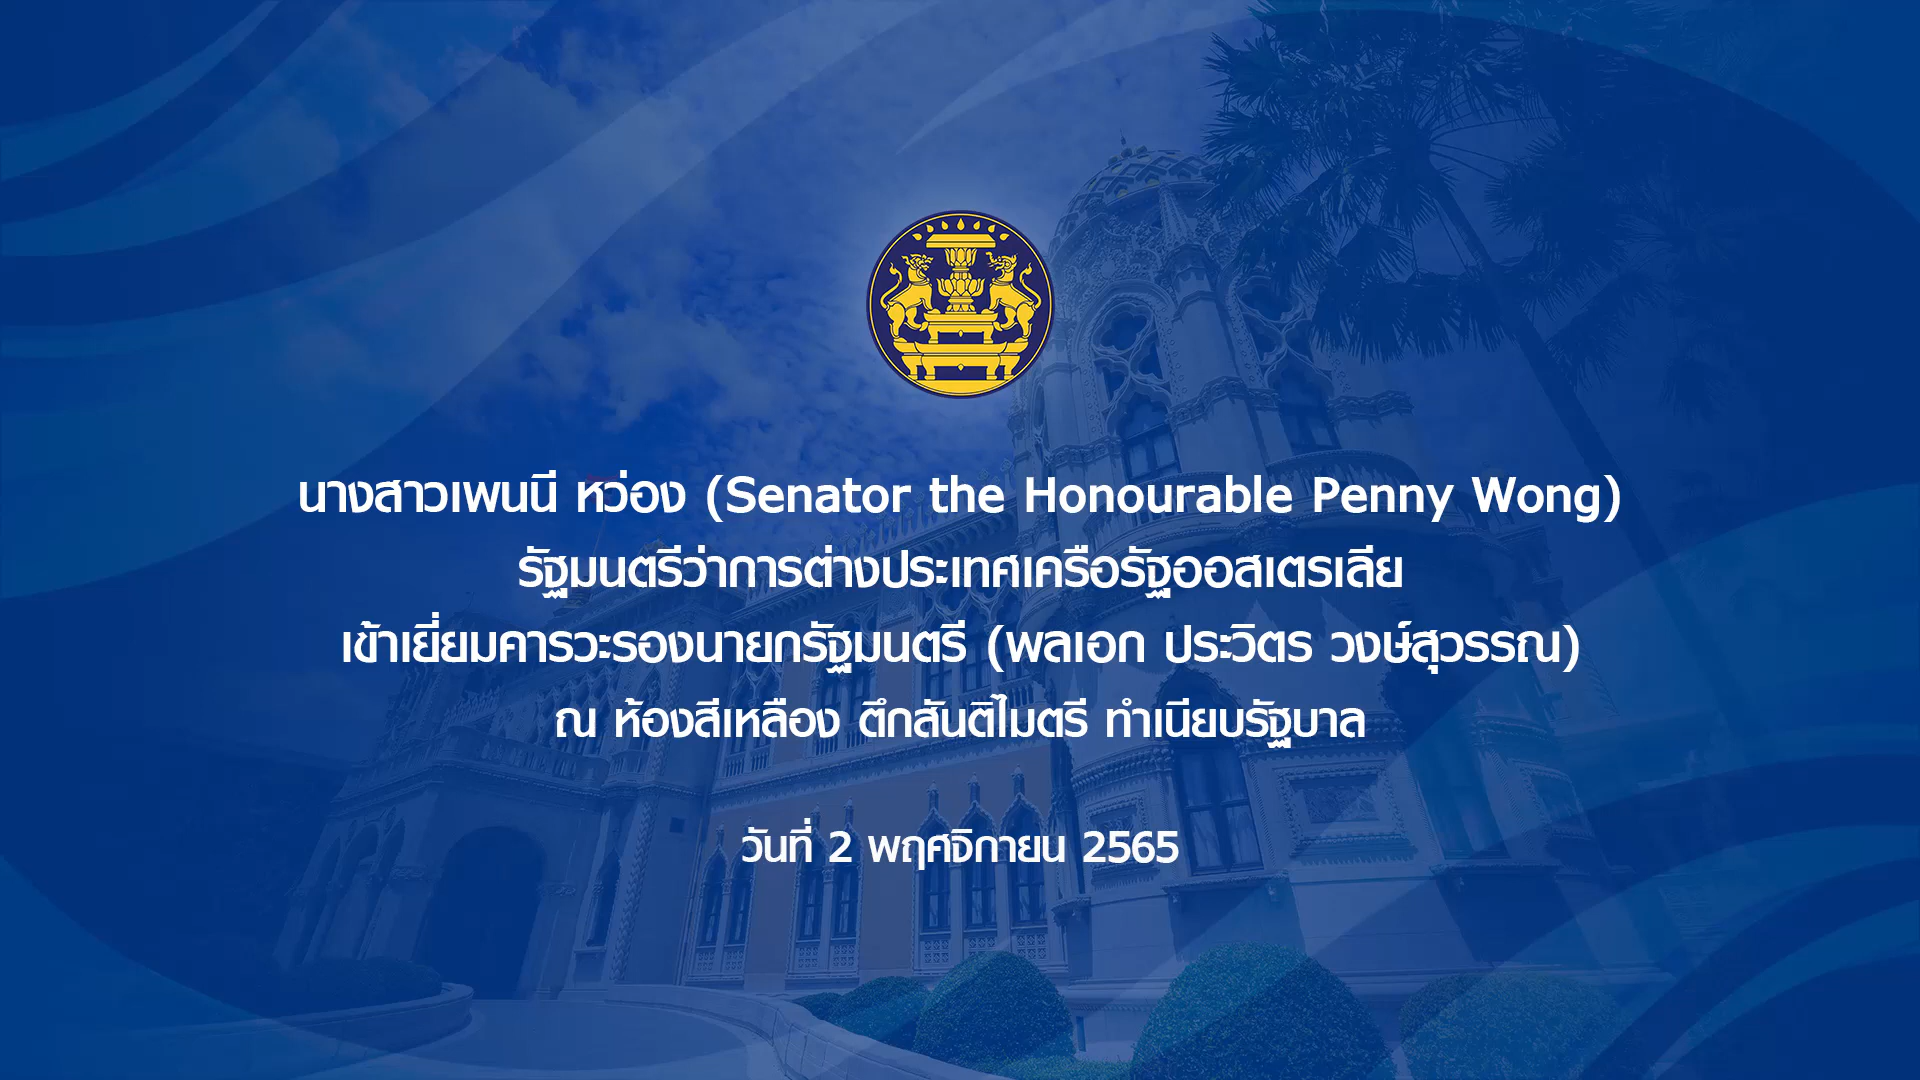 นางสาวเพนนี หว่อง (Senator the Honourable Penny Wong)
รัฐมนตรีว่าการต่างประเทศเครือรัฐออสเตรเลีย
เข้าเยี่ยมคารวะรองนายกรัฐมนตรี (พลเอก ประวิตร วงษ์สุวรรณ)
ณ ห้องสีเหลือง ตึกสันติไมตรี ทำเนียบรัฐบาล
วันที่ 2 พฤศจิกายน 2565